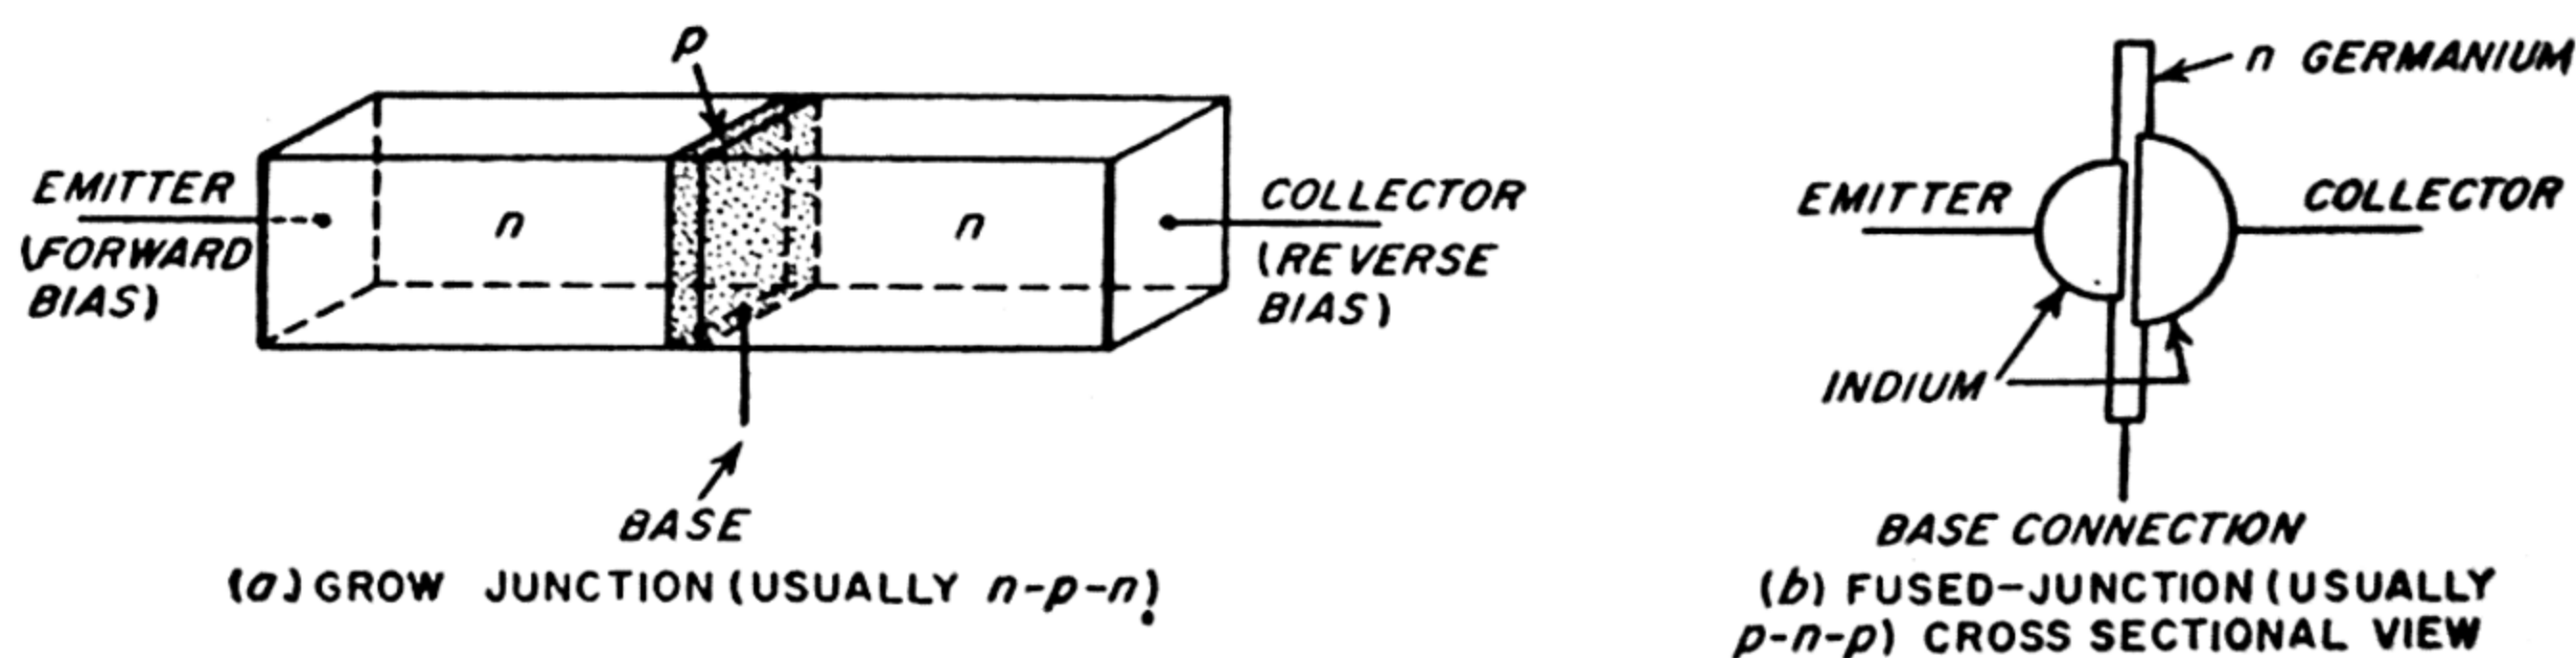 p
EMITTER
(FORWARD
BIAS)
n
n
COLLECTOR
(REVERSE
BIAS)
BASE
(a) GROW JUNCTION (USUALLY n-p-n)
n GERMANIUM
EMITTER
COLLECTOR
INDIUM
BASE CONNECTION
(b) FUSED-JUNCTION (USUALLY
p-n-p) CROSS SECTIONAL VIEW